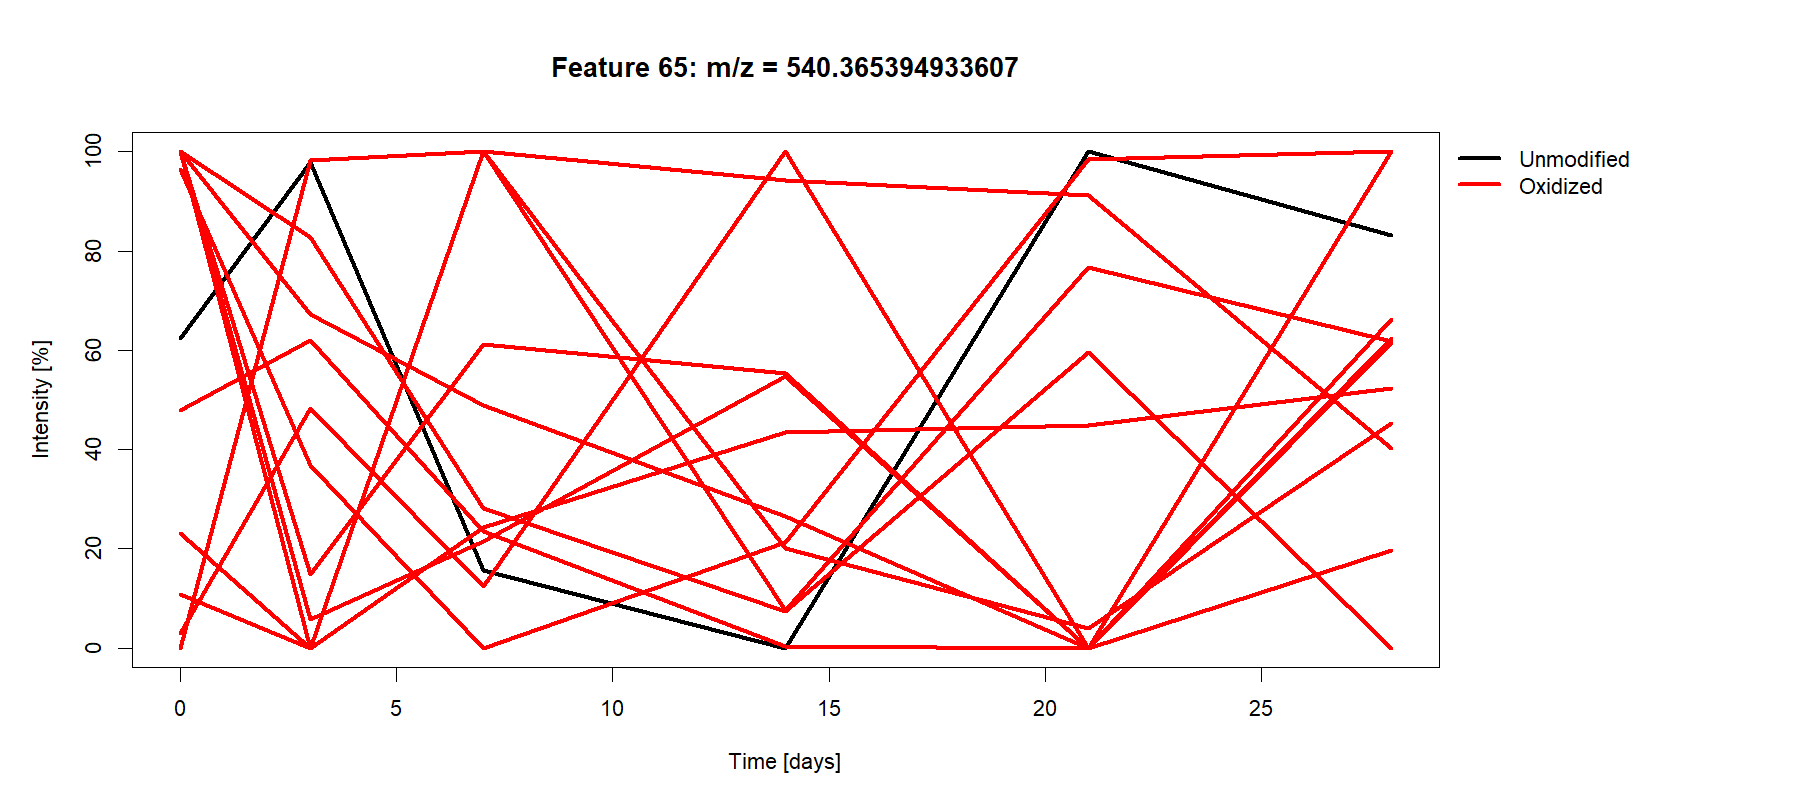 Feature 65: m/z = 540.365394933607
Unmodified
Oxidized
Intensity [%]
100
80
60
40
20
0
0 5 10 15 20 25
Time [days]